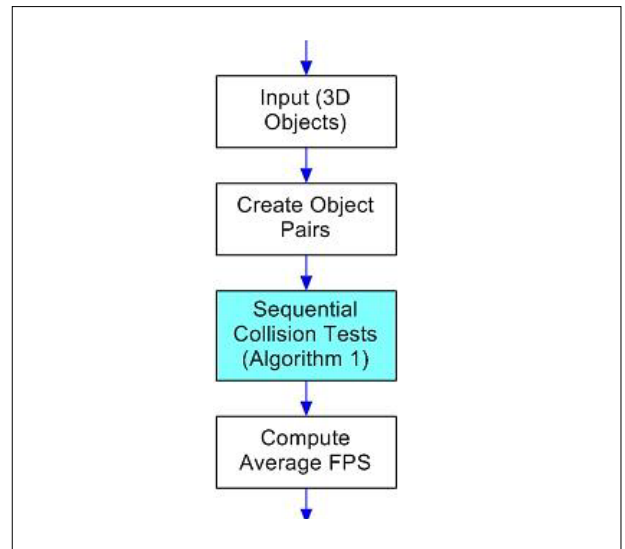 Input (3D
Objects)
Create Object
Pairs
Sequential
Collision Tests
(Algorithm 1)
Compute
Average FPS